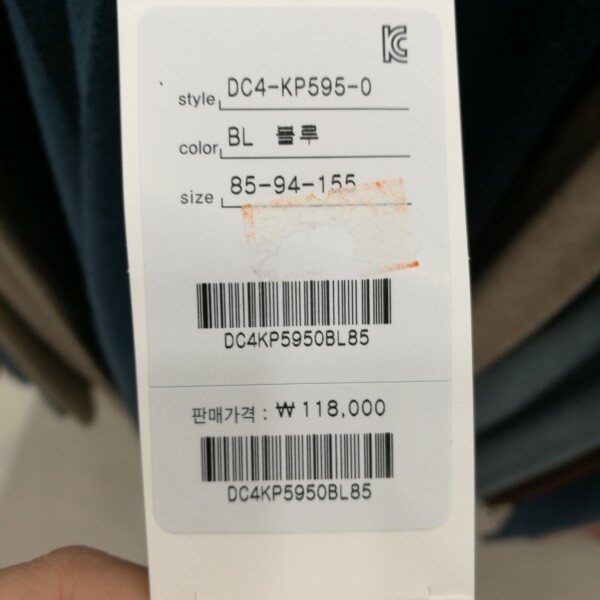 KC
style DC4-KP595-0
color BL 블루
size 85-94-155
DC4KP5950BL85
판매가격 : ₩ 118,000
DC4KP5950BL85